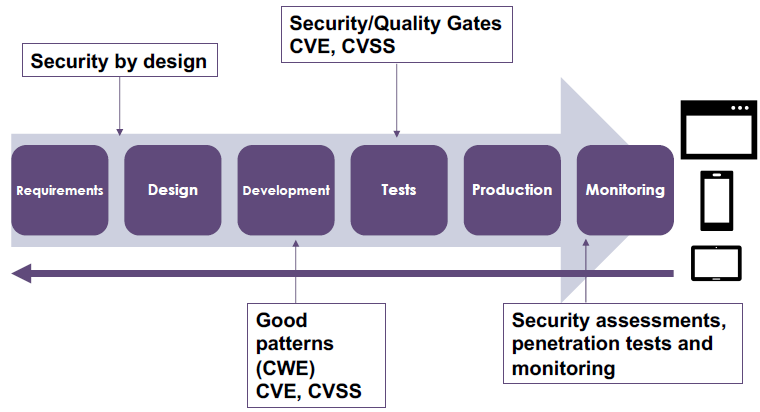 Security/Quality Gates
CVE, CVSS
Security by design
Requirements
Design
Development
Tests
Production
Monitoring
Good
patterns
(CWE)
CVE, CVSS
Security assessments,
penetration tests and
monitoring